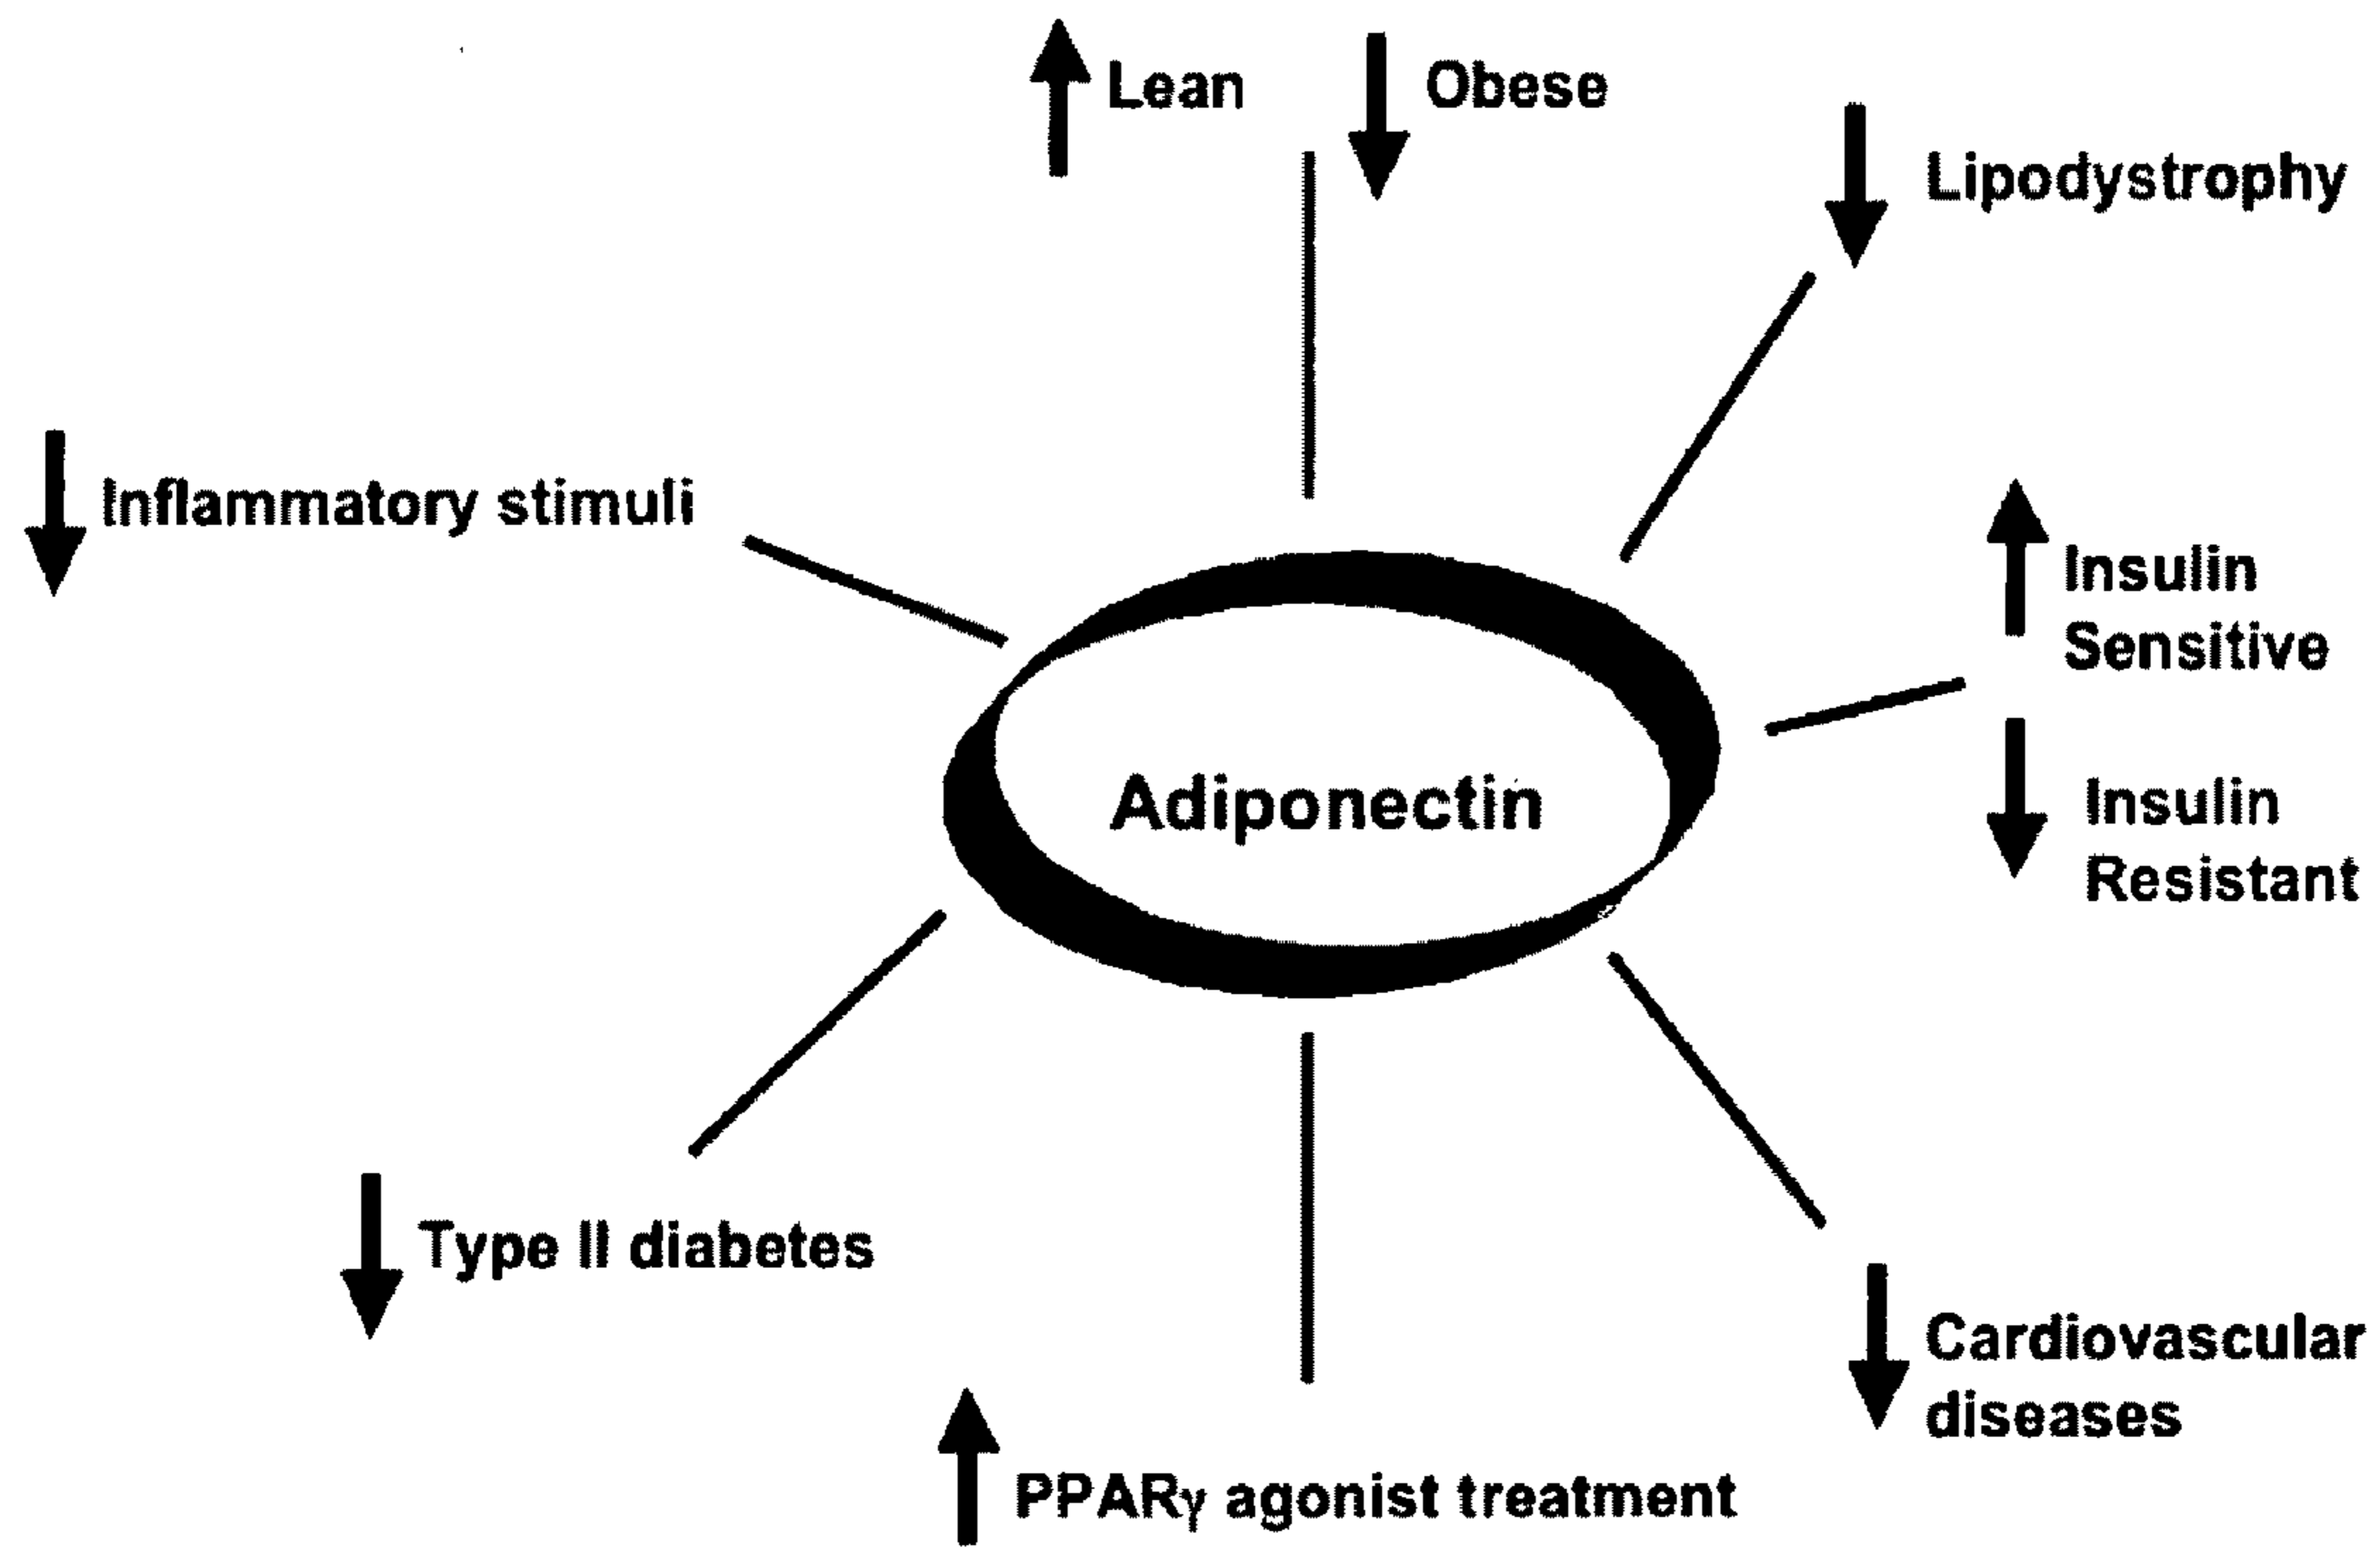 Lean
Obese
Lipodystrophy
Inflammatory stimuli
Insulin
Sensitive
Adiponectin
Insulin
Resistant
Type II diabetes
Cardiovascular
diseases
PPARγ agonist treatment